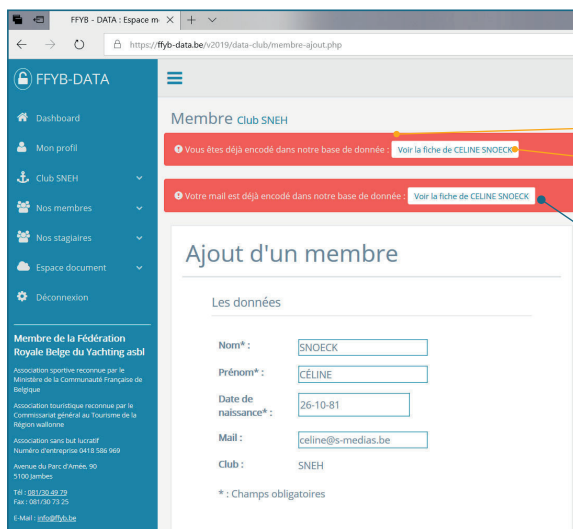 FFYB - DATA : Espace m
https://ffyb-data.be/v2019/data-club/membre-ajout.php
FFYB-DATA
Dashboard
Mon profil
Club SNEH
Nos membres
Nos stagiaires
Espace document
Déconnexion
Membre de la Fédération
Royale Belge du Yachting asbl
Association sportive reconnue par le
Ministère de la Communauté Française de
Belgique
Association touristique reconnue par le
Commissariat général au Tourisme de la
Région wallonne
Association sans but lucratif
Numéro d'entreprise 0418 586 969
Avenue du Parc d'Amée, 90
5100 Jambes
Tél : 081/30 49 79
Fax : 081/30 73 25
E-Mail : info@ffyb.be
Membre Club SNEH
Vous êtes déjà encodé dans notre base de donnée : Voir la fiche de CELINE SNOECK
Votre mail est déjà encodé dans notre base de donnée : Voir la fiche de CELINE SNOECK
Ajout d'un membre
Les données
Nom* : SNOECK
Prénom* : CÉLINE
Date de
naissance* : 26-10-81
Mail : celine@s-medias.be
Club : SNEH
* : Champs obligatoires